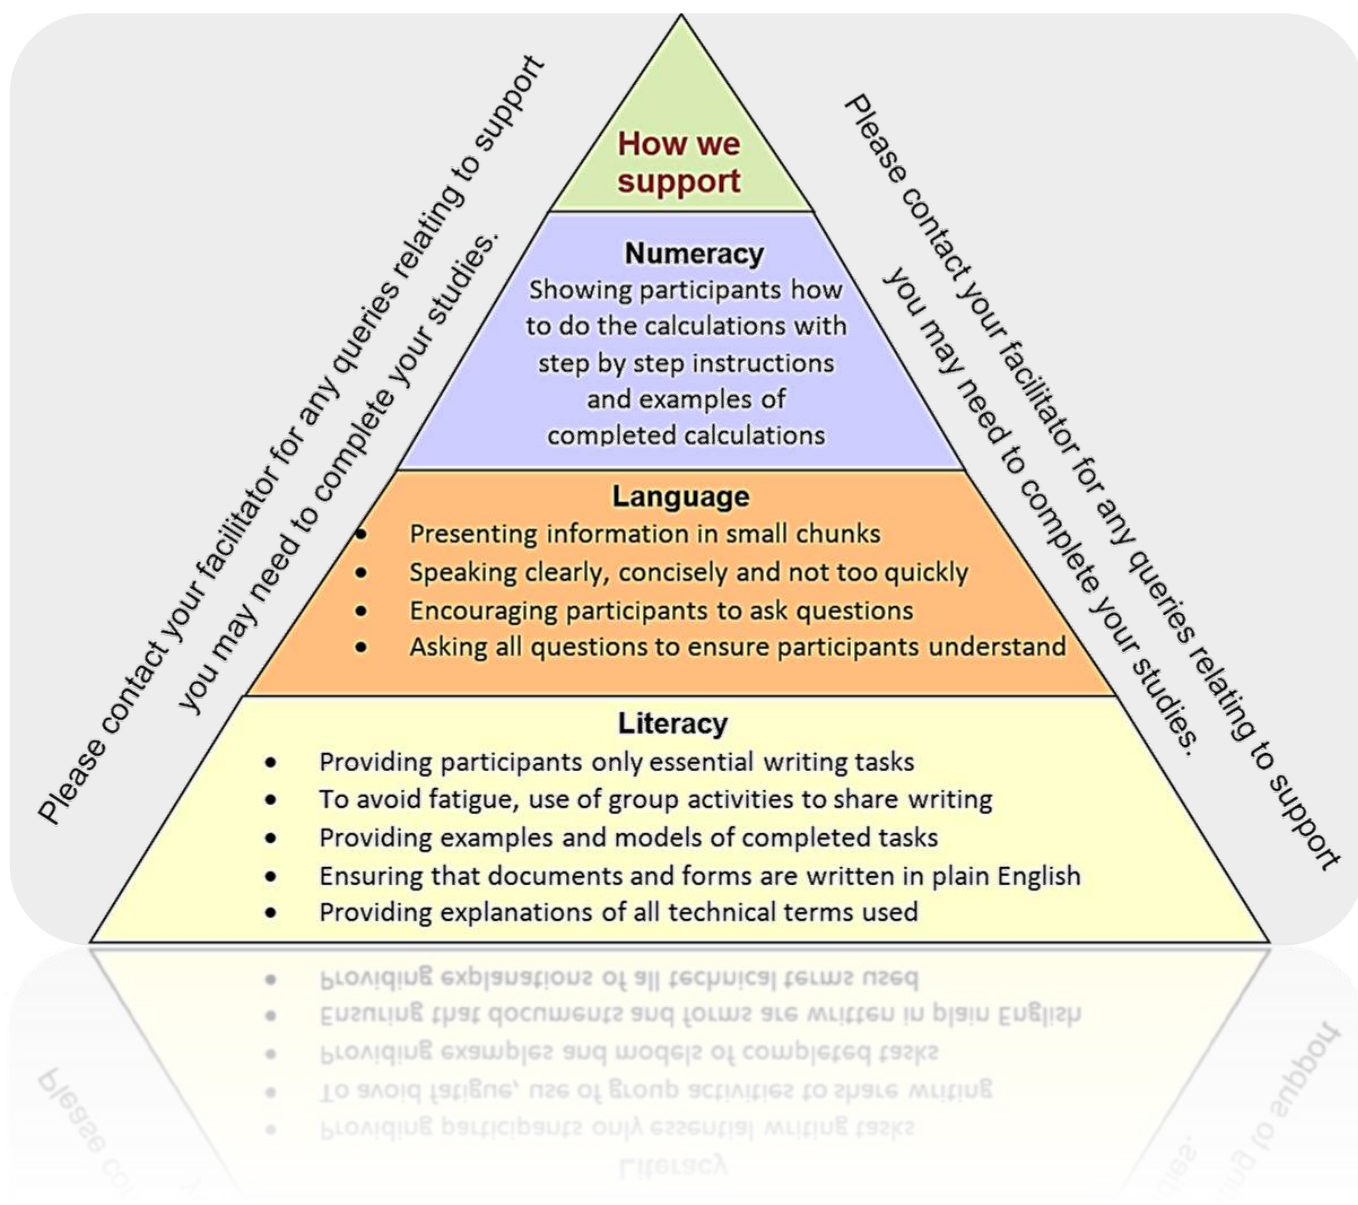 How we
support
Numeracy
Showing participants how
to do the calculations with
step by step instructions
and examples of
completed calculations
Language
• Presenting information in small chunks
• Speaking clearly, concisely and not too quickly
• Encouraging participants to ask questions
• Asking all questions to ensure participants understand
Literacy
• Providing participants only essential writing tasks
• To avoid fatigue, use of group activities to share writing
• Providing examples and models of completed tasks
• Ensuring that documents and forms are written in plain English
• Providing explanations of all technical terms used
Please contact your facilitator for any queries relating to support
you may need to complete your studies.
Please contact your facilitator for any queries relating to support
you may need to complete your studies.